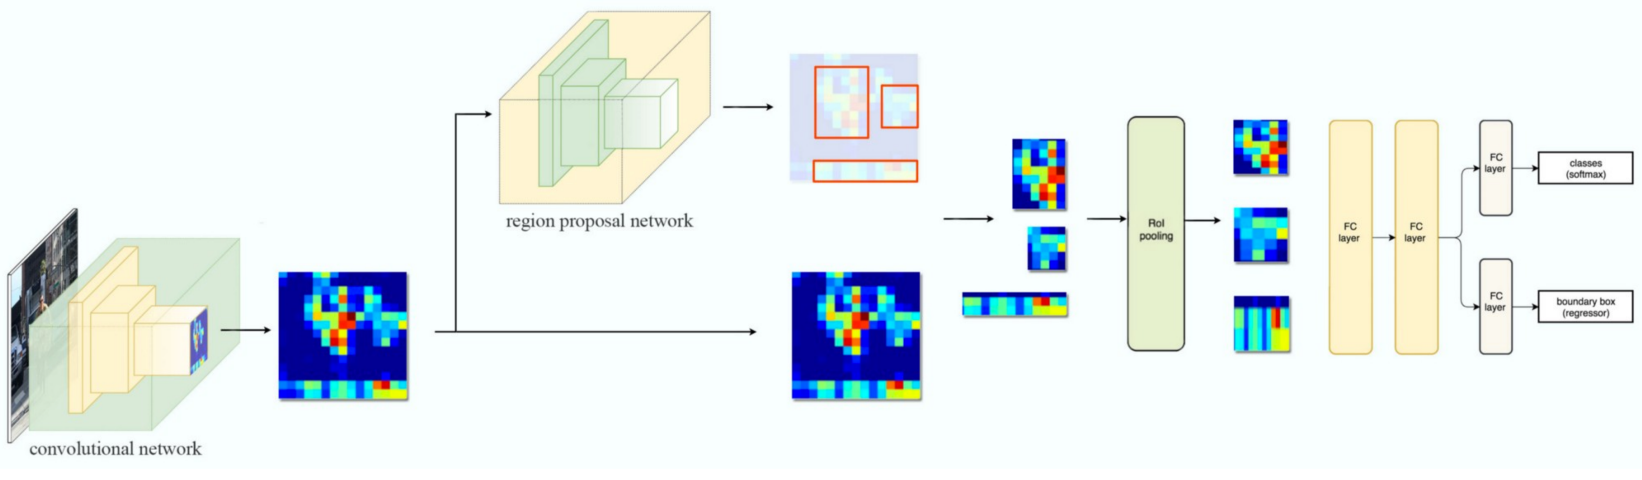 convolutional network
region proposal network
RoI
pooling
FC
layer
FC
layer
FC
layer
classes
(softmax)
FC
layer
boundary box
(regressor)